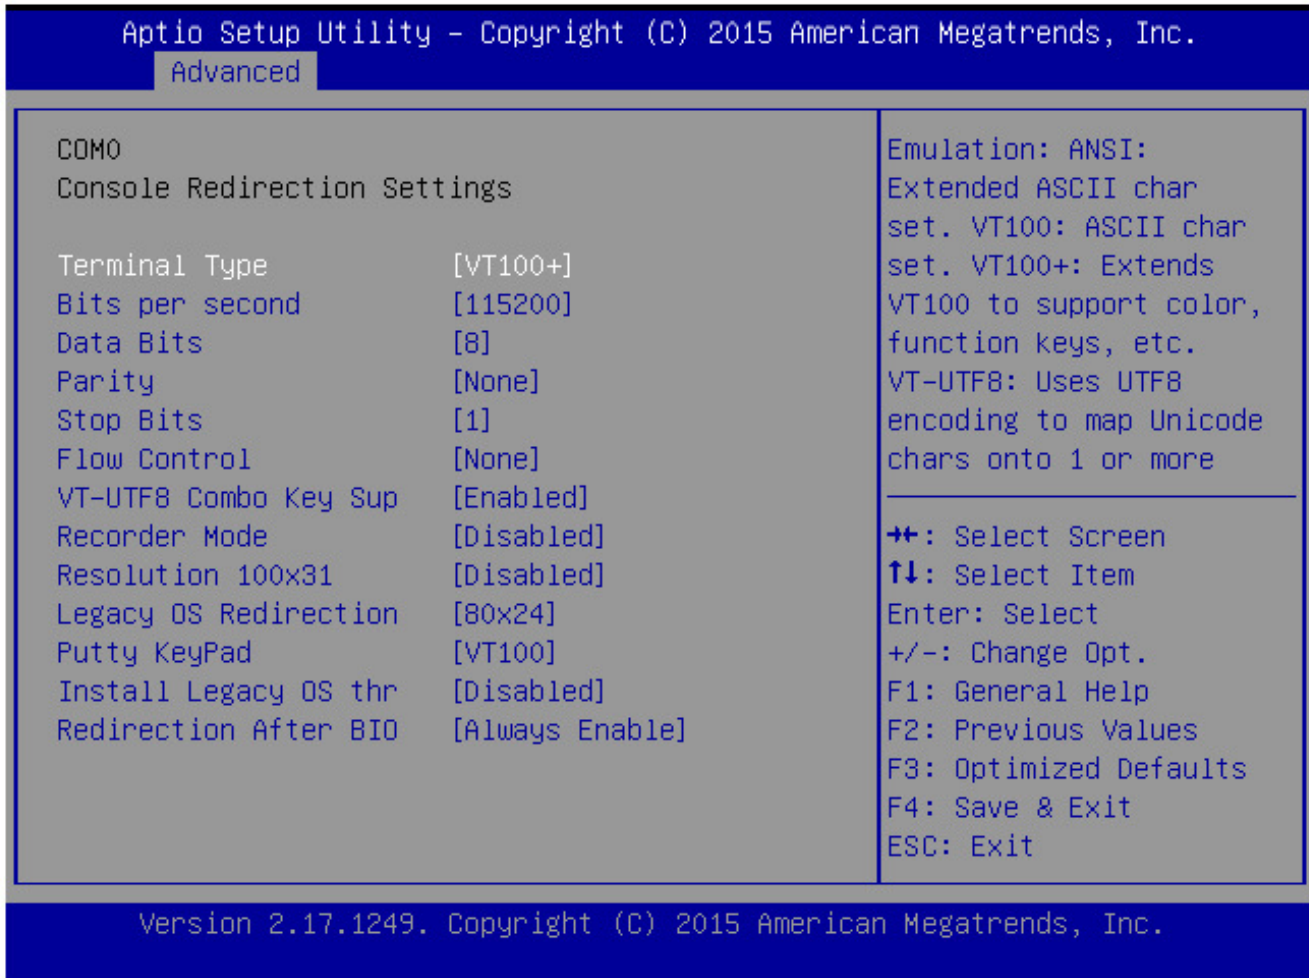 Aptio Setup Utility – Copyright (C) 2015 American Megatrends, Inc.
Advanced
COM0
Console Redirection Settings
Terminal Type [VT100+]
Bits per second [115200]
Data Bits [8]
Parity [None]
Stop Bits [1]
Flow Control [None]
VT-UTF8 Combo Key Sup [Enabled]
Recorder Mode [Disabled]
Resolution 100x31 [Disabled]
Legacy OS Redirection [80x24]
Putty KeyPad [VT100]
Install Legacy OS thr [Disabled]
Redirection After BIO [Always Enable]
Emulation: ANSI:
Extended ASCII char
set. VT100: ASCII char
set. VT100+: Extends
VT100 to support color,
function keys, etc.
VT-UTF8: Uses UTF8
encoding to map Unicode
chars onto 1 or more
→←: Select Screen
↑↓: Select Item
Enter: Select
+/-: Change Opt.
F1: General Help
F2: Previous Values
F3: Optimized Defaults
F4: Save & Exit
ESC: Exit
Version 2.17.1249. Copyright (C) 2015 American Megatrends, Inc.